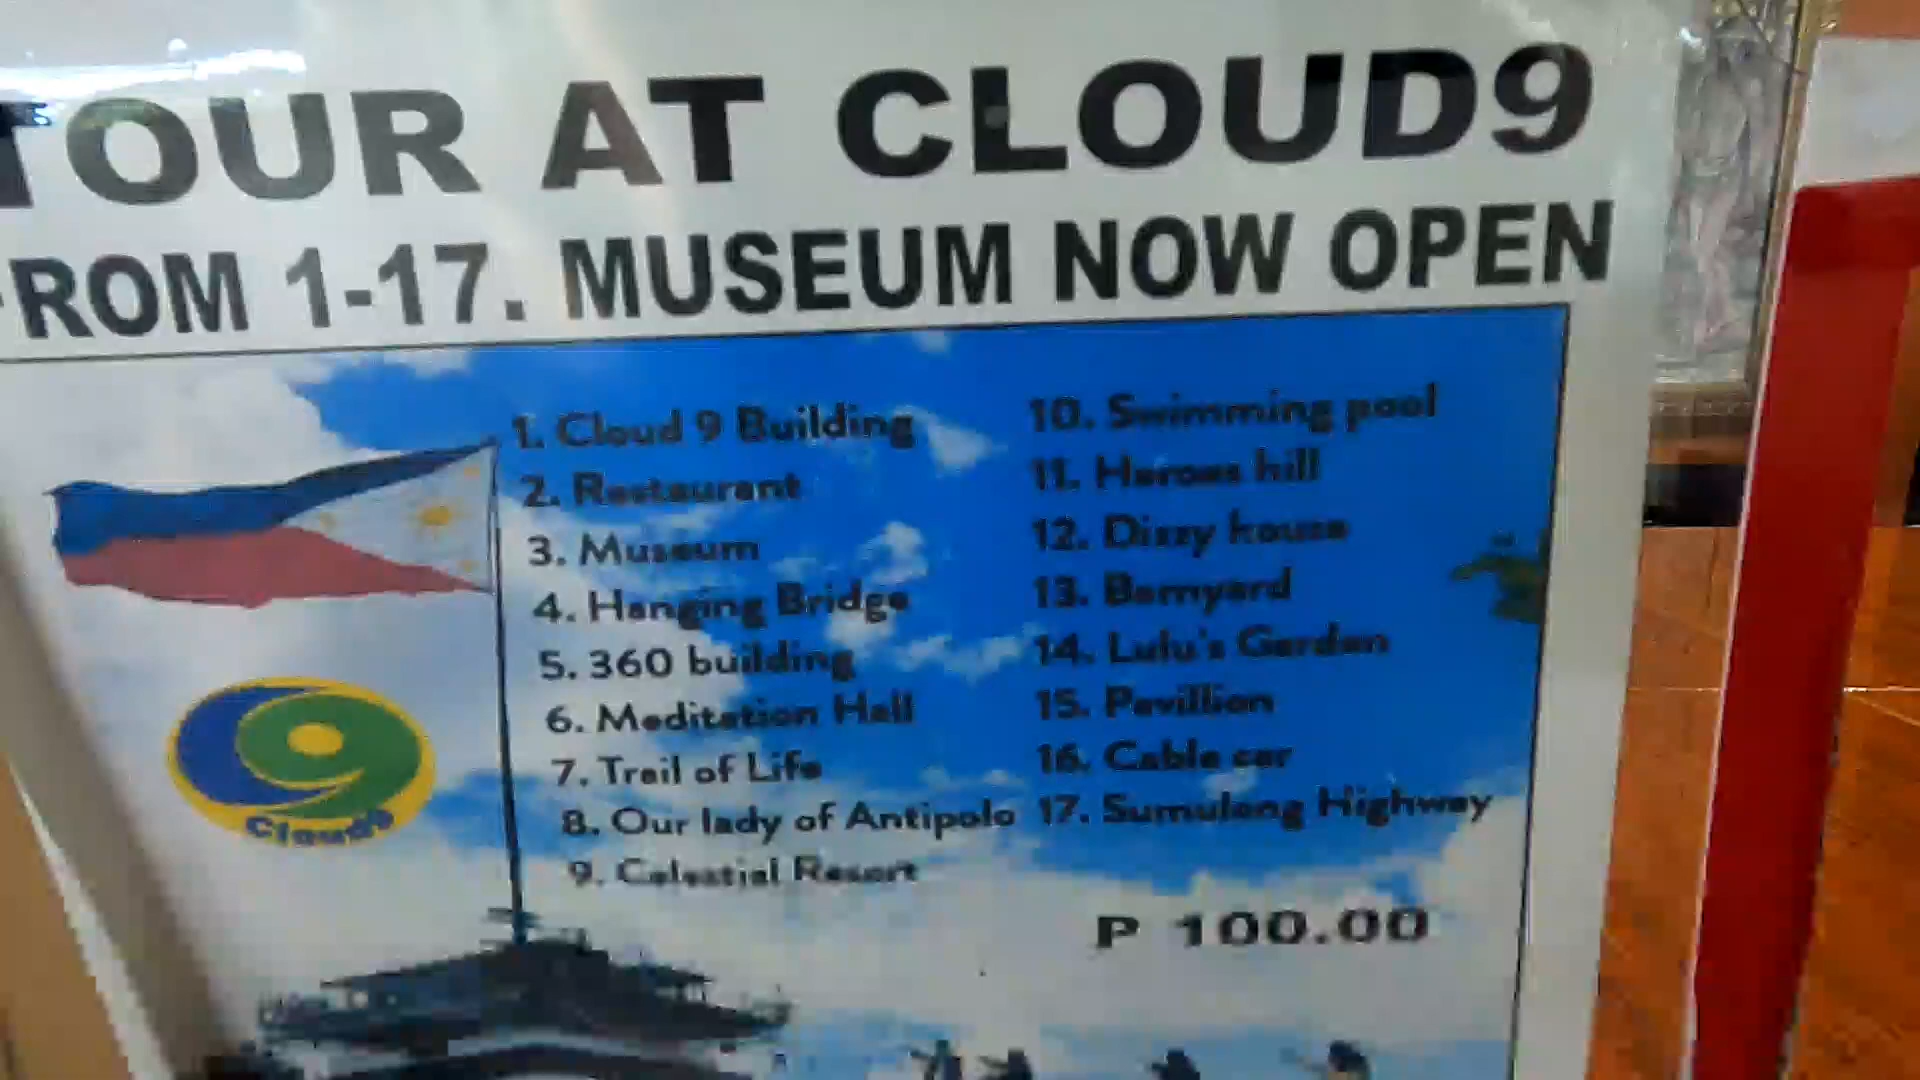 TOUR AT CLOUD9
FROM 1-17. MUSEUM NOW OPEN
1. Cloud 9 Building
2. Restaurant
3. Museum
4. Hanging Bridge
5. 360 building
6. Meditation Hall
7. Trail of Life
8. Our lady of Antipolo
9. Celestial Resort
10. Swimming pool
11. Heroes hill
12. Dizzy house
13. Barnyard
14. Lulu's Garden
15. Pavillion
16. Cable car
17. Sumulong Highway
P 100.00
9
Cloud9